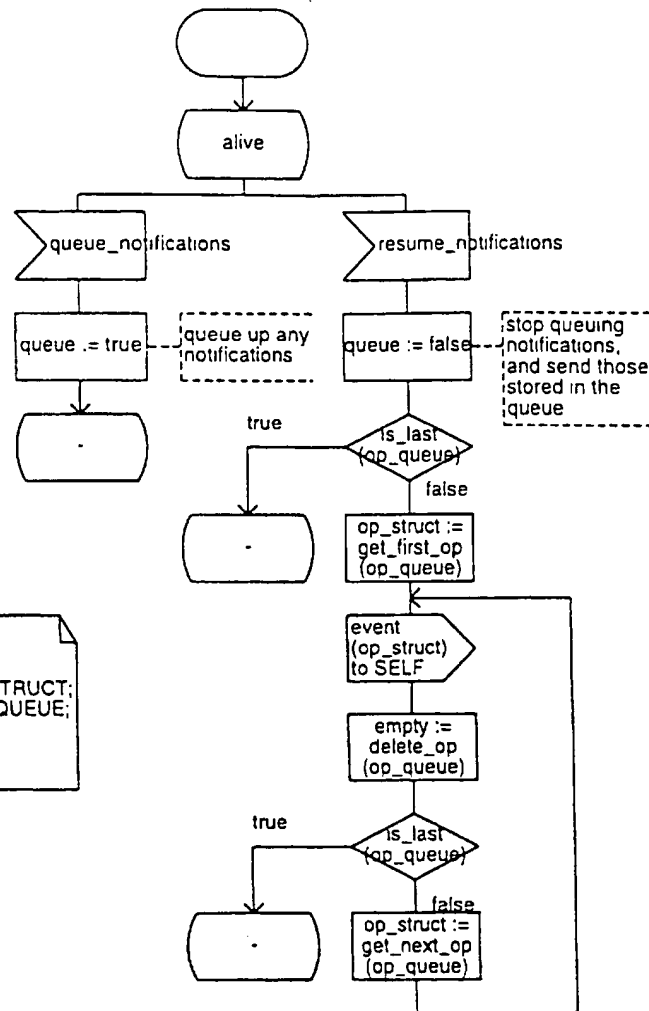 alive
queue_notifications
resume_notifications
queue .= true
queue up any
notifications
queue := false
stop queuing
notifications,
and send those
stored in the
queue
-
true
is_last
(op_queue)
false
-
op_struct :=
get_first_op
(op_queue)
event
(op_struct)
to SELF
TRUCT;
QUEUE;
empty :=
delete_op
(op_queue)
true
is_last
(op_queue)
false
-
op_struct :=
get_next_op
(op_queue)